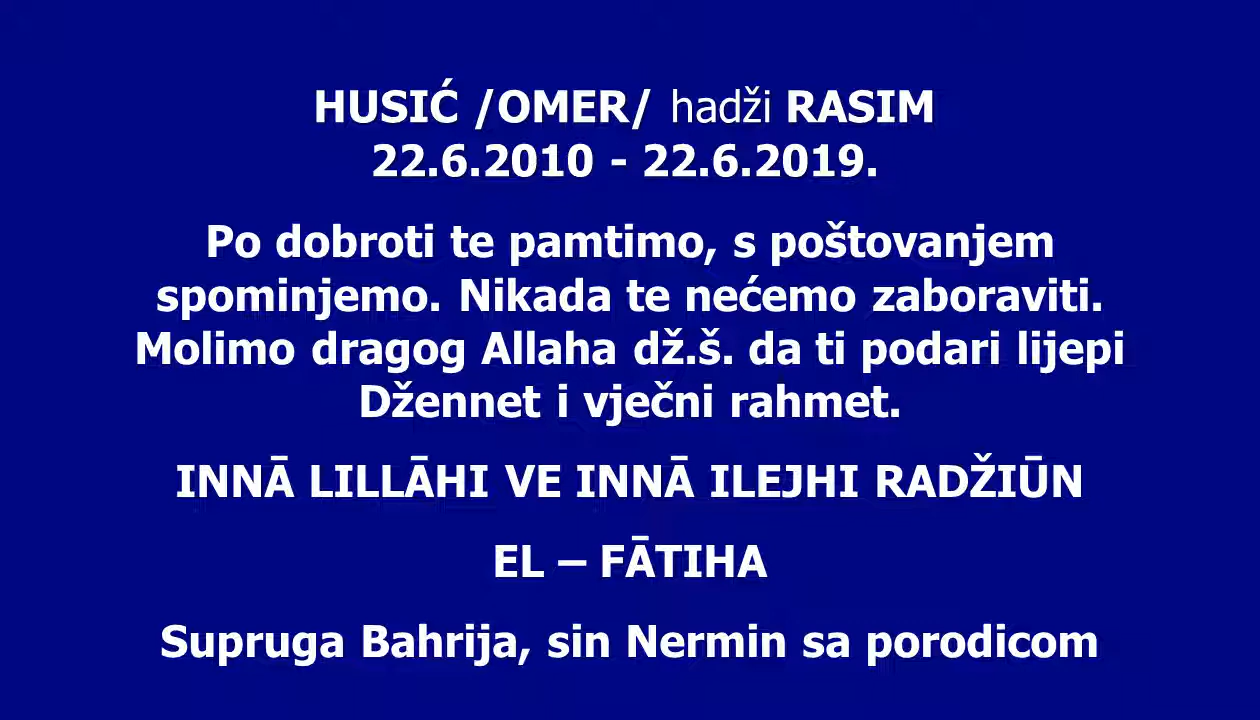 HUSIĆ /OMER/ hadži RASIM
22.6.2010 - 22.6.2019.
Po dobroti te pamtimo, s poštovanjem
spominjemo. Nikada te nećemo zaboraviti.
Molimo dragog Allaha dž.š. da ti podari lijepi
Džennet i vječni rahmet.
INNĀ LILLĀHI VE INNĀ ILEJHI RADŽIŪN
EL – FĀTIHA
Supruga Bahrija, sin Nermin sa porodicom